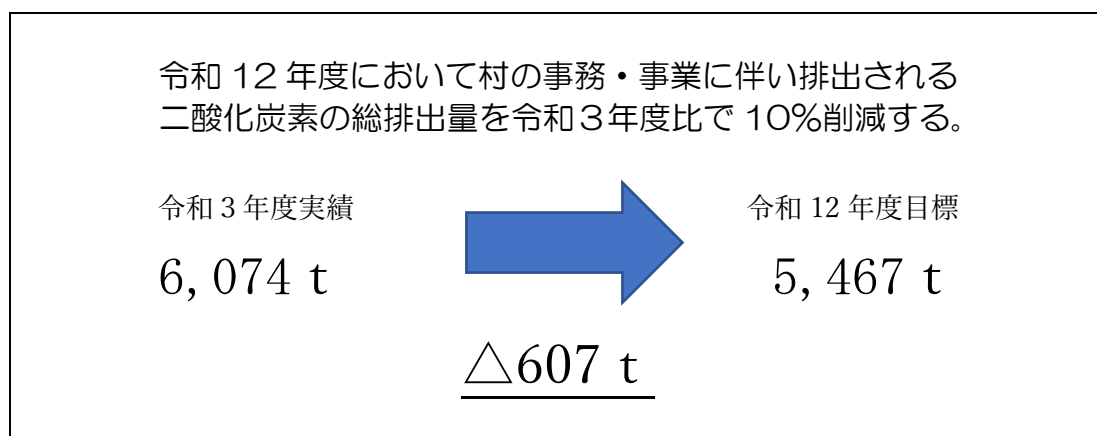 令和 12 年度において村の事務・事業に伴い排出される
二酸化炭素の総排出量を令和３年度比で 10％削減する。
令和 3 年度実績
令和 12 年度目標
6,074 t
5,467 t
△607 t